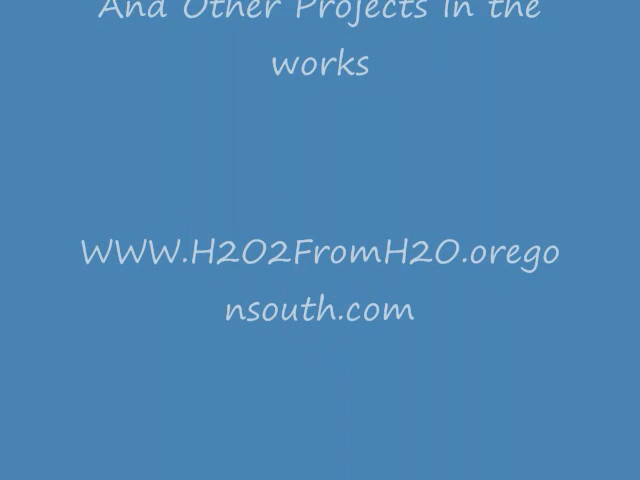 And Other Projects in the
works
WWW.H2O2FromH2O.orego
nsouth.com